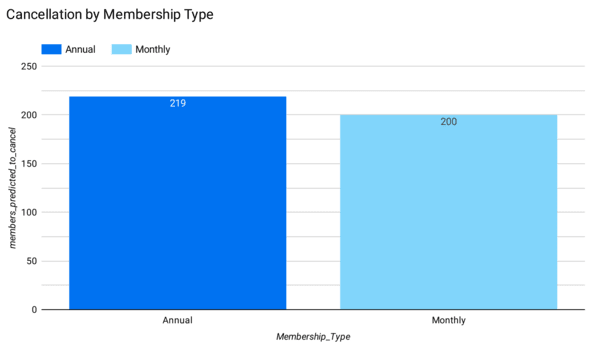 Cancellation by Membership Type
Annual
Monthly
250
200
150
100
50
0
members_predicted_to_cancel
219
200
Annual
Monthly
Membership_Type